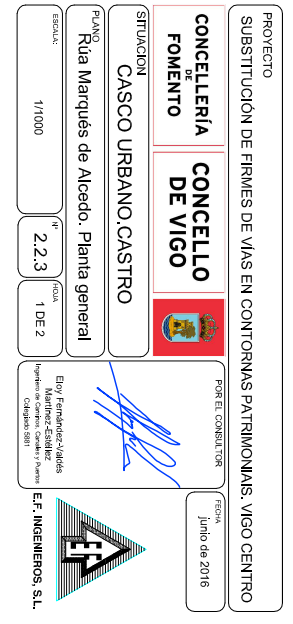 PROYECTO
SUBSTITUCIÓN DE FIRMES DE VÍAS EN CONTORNAS PATRIMONIAIS. VIGO CENTRO
CONCELLERÍA
DE
FOMENTO
CONCELLO
DE VIGO
SITUACION
CASCO URBANO.CASTRO
PLANO
Rúa Marqués de Alcedo. Planta general
ESCALA:
1/1000
Nº
2.2.3
HOJA
1 DE 2
POR EL CONSULTOR
Eloy Fernández-Valdés
Martínez-Estéllez
Ingeniero de Caminos, Canales y Puertos
Colegiado 5881
FECHA
junio de 2016
EFI
E.F. INGENIEROS, S.L.